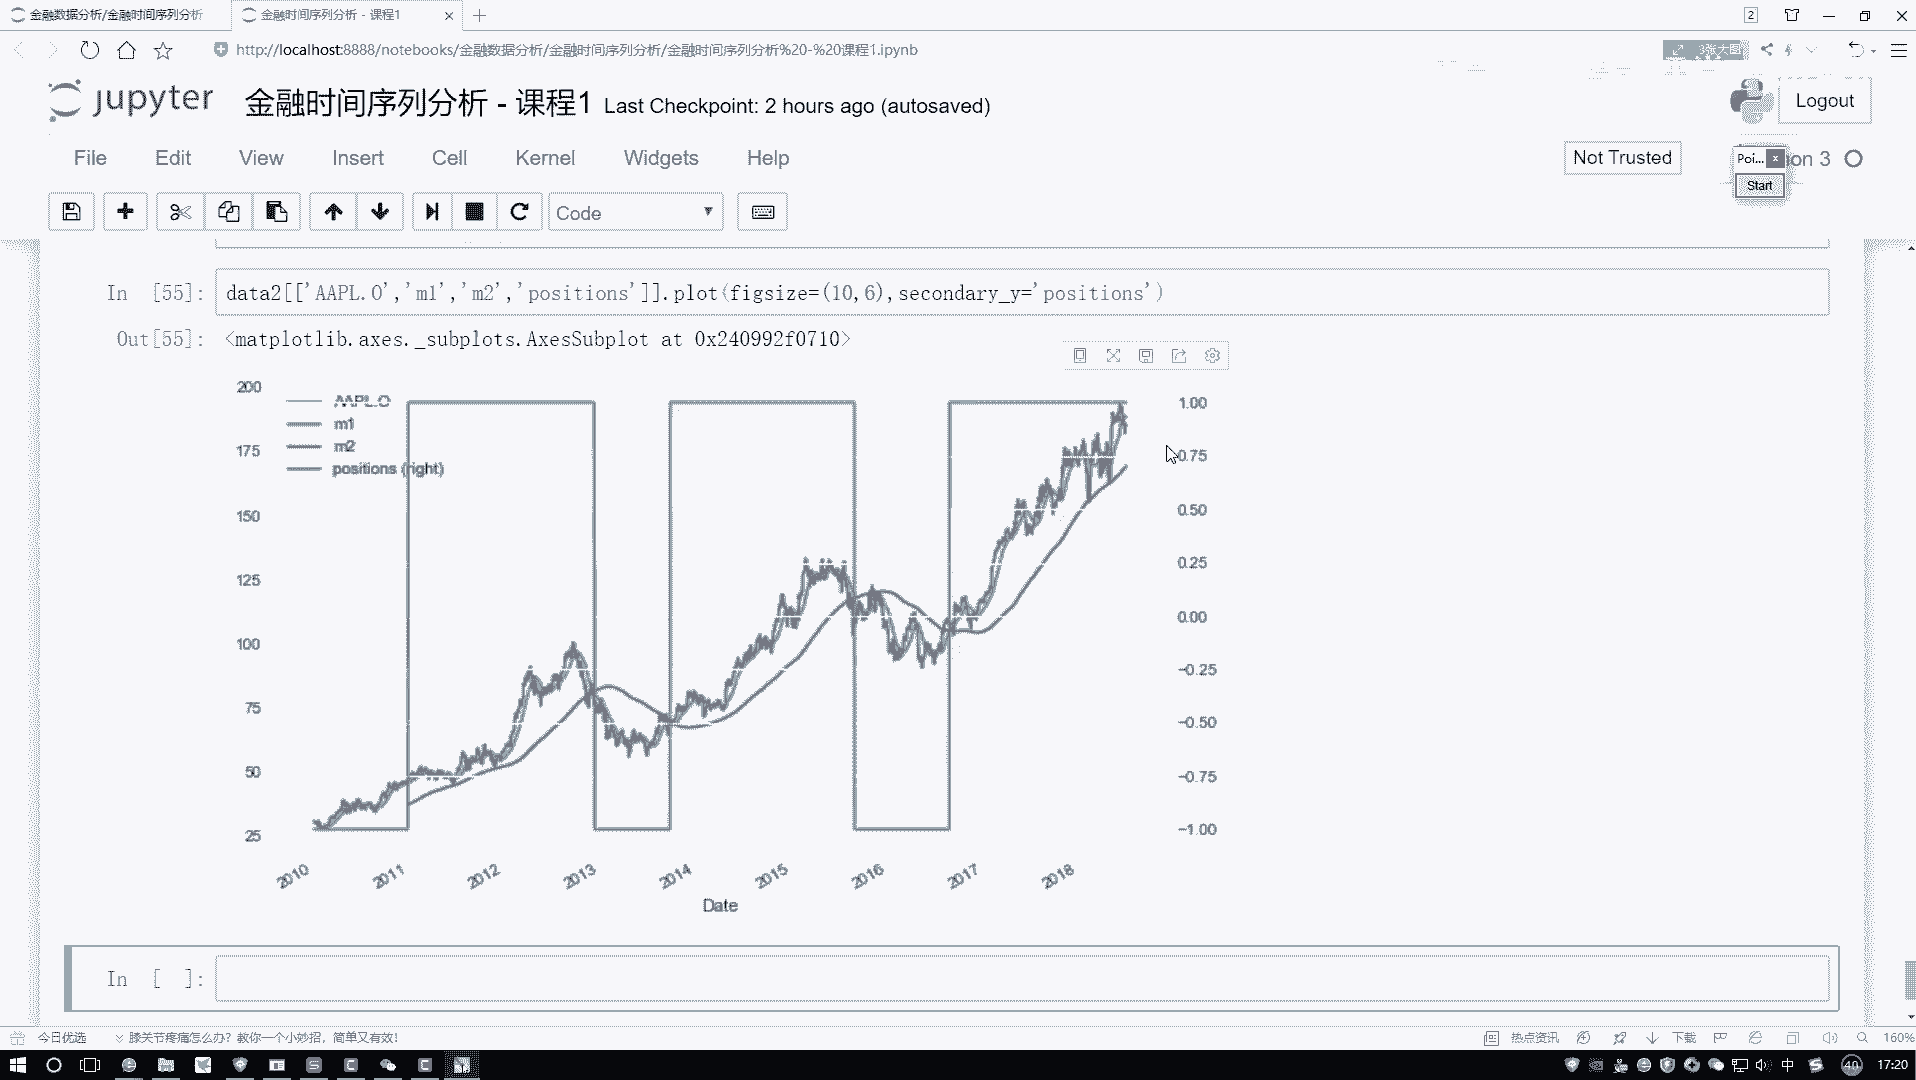 金融数据分析/金融时间序列分析
金融时间序列分析 - 课程1
2
http://localhost:8888/notebooks/金融数据分析/金融时间序列分析/金融时间序列分析%20-%20课程1.ipynb
3张大图
jupyter
金融时间序列分析 - 课程1 Last Checkpoint: 2 hours ago (autosaved)
Logout
File Edit View Insert Cell Kernel Widgets Help
Not Trusted
Poi...
on 3
Start
Code
In [55]: data2[['AAPL.O','m1','m2','positions']].plot(figsize=(10,6),secondary_y='positions')
Out[55]: <matplotlib.axes._subplots.AxesSubplot at 0x240992f0710>
200
175
150
125
100
75
50
25
AAPL.O
m1
m2
positions (right)
1.00
0.75
0.50
0.25
0.00
−0.25
−0.50
−0.75
−1.00
2010 2011 2012 2013 2014 2015 2016 2017 2018
Date
In [ ]:
今日优选 膝关节疼痛怎么办？教你一个小妙招，简单又有效！
热点资讯 下载 160%
中 40 17:20